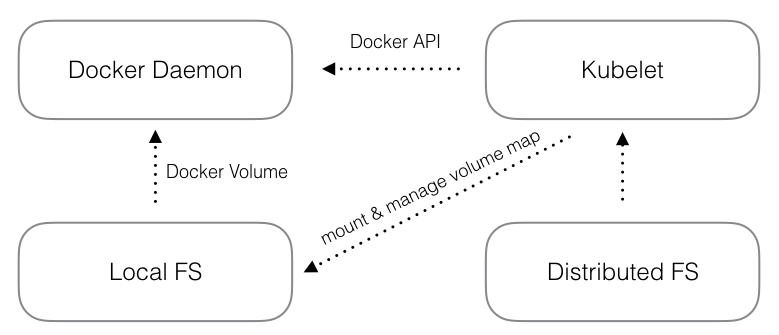 Docker Daemon
Docker API
Kubelet
Docker Volume
mount & manage volume map
Local FS
Distributed FS